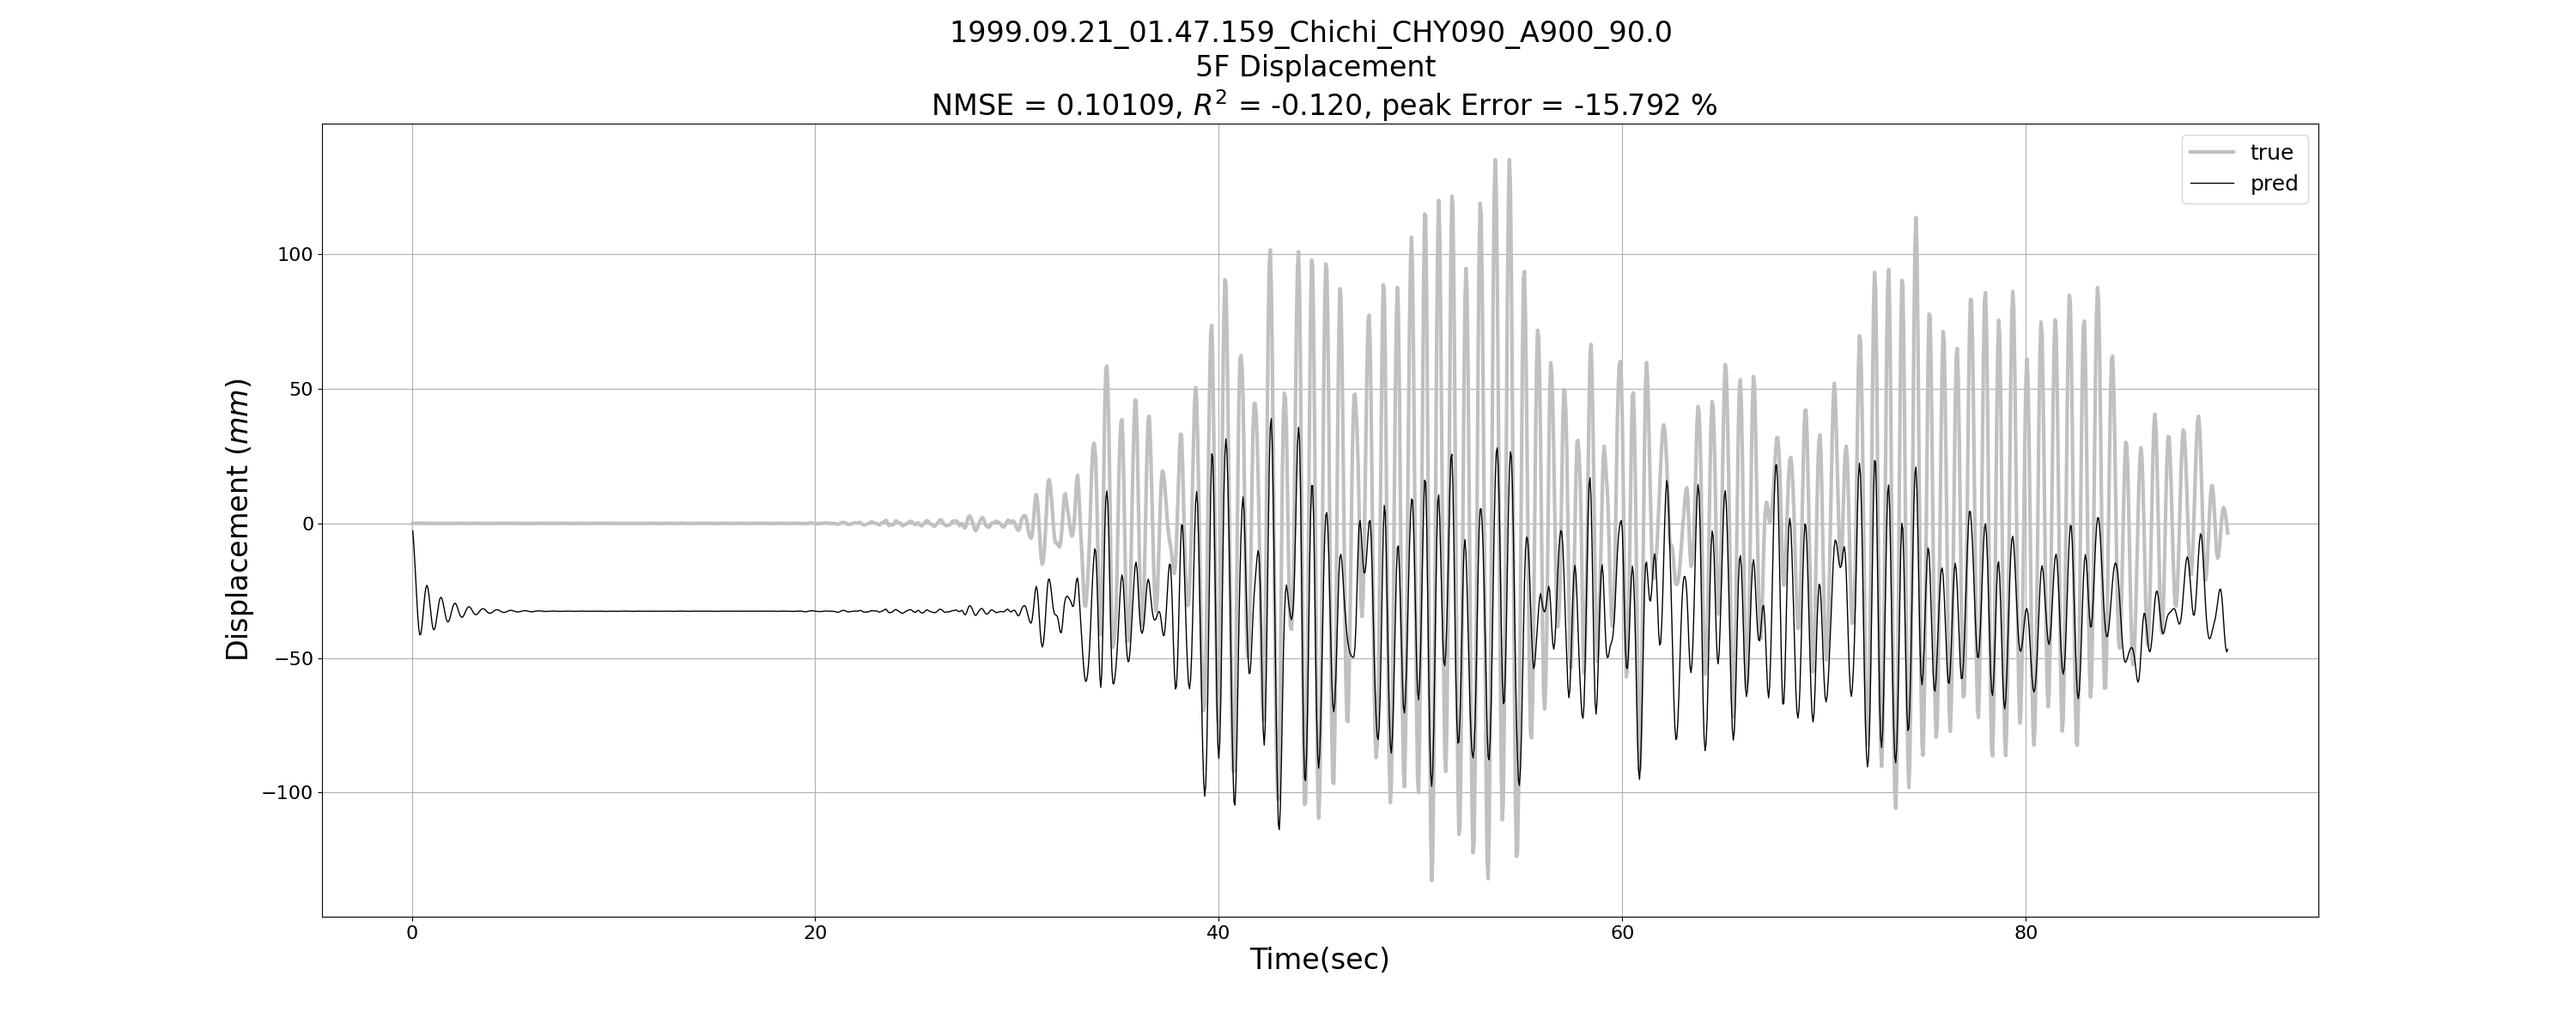 1999.09.21_01.47.159_Chichi_CHY090_A900_90.0
5F Displacement
NMSE = 0.10109, R² = -0.120, peak Error = -15.792 %
true
pred
Displacement (mm)
100
50
0
−50
−100
0
20
40
60
80
Time(sec)